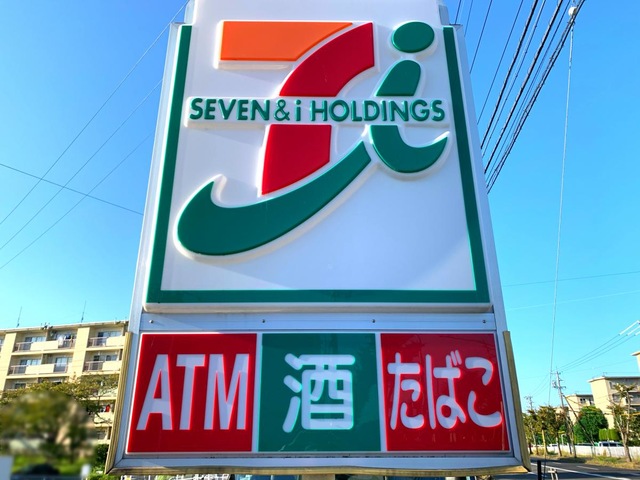 SEVEN&i HOLDINGS
ATM 酒 たばこ